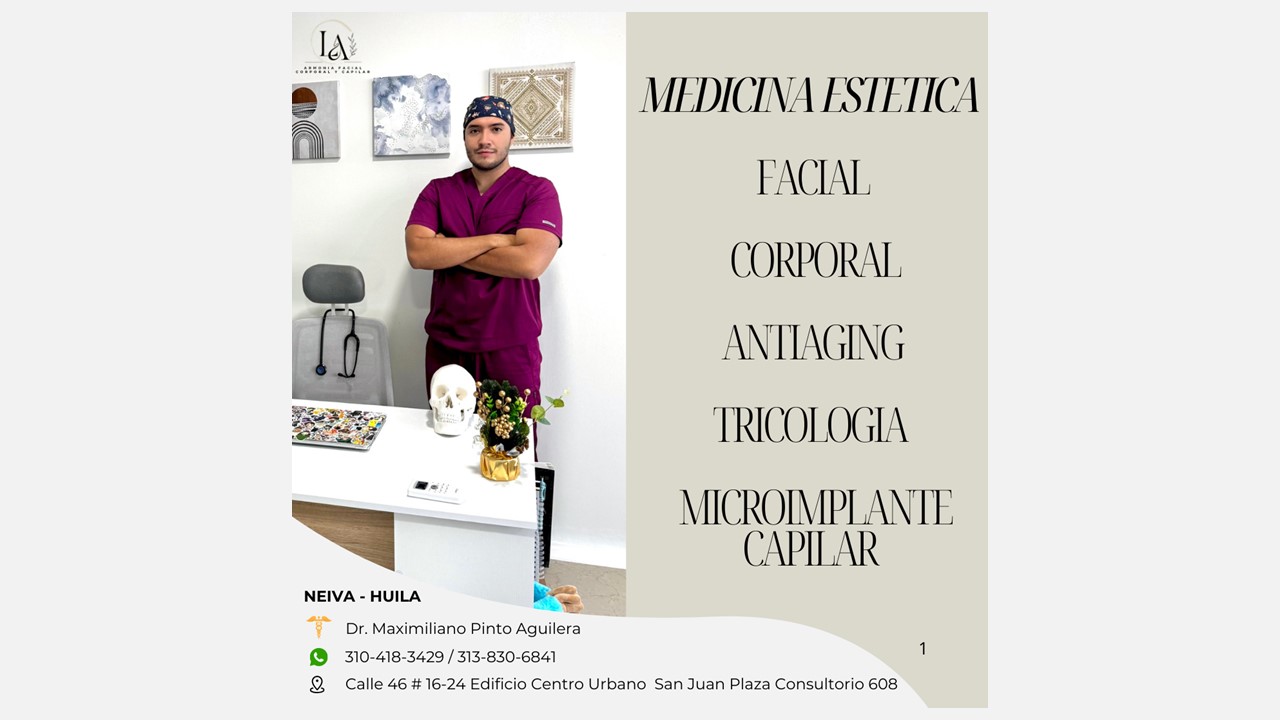 LA
ARMONIA FACIAL
CORPORAL Y CAPILAR
MEDICINA ESTETICA
FACIAL
CORPORAL
ANTIAGING
TRICOLOGIA
MICROIMPLANTE
CAPILAR
NEIVA - HUILA
Dr. Maximiliano Pinto Aguilera
310-418-3429 / 313-830-6841
Calle 46 # 16-24 Edificio Centro Urbano San Juan Plaza Consultorio 608
1